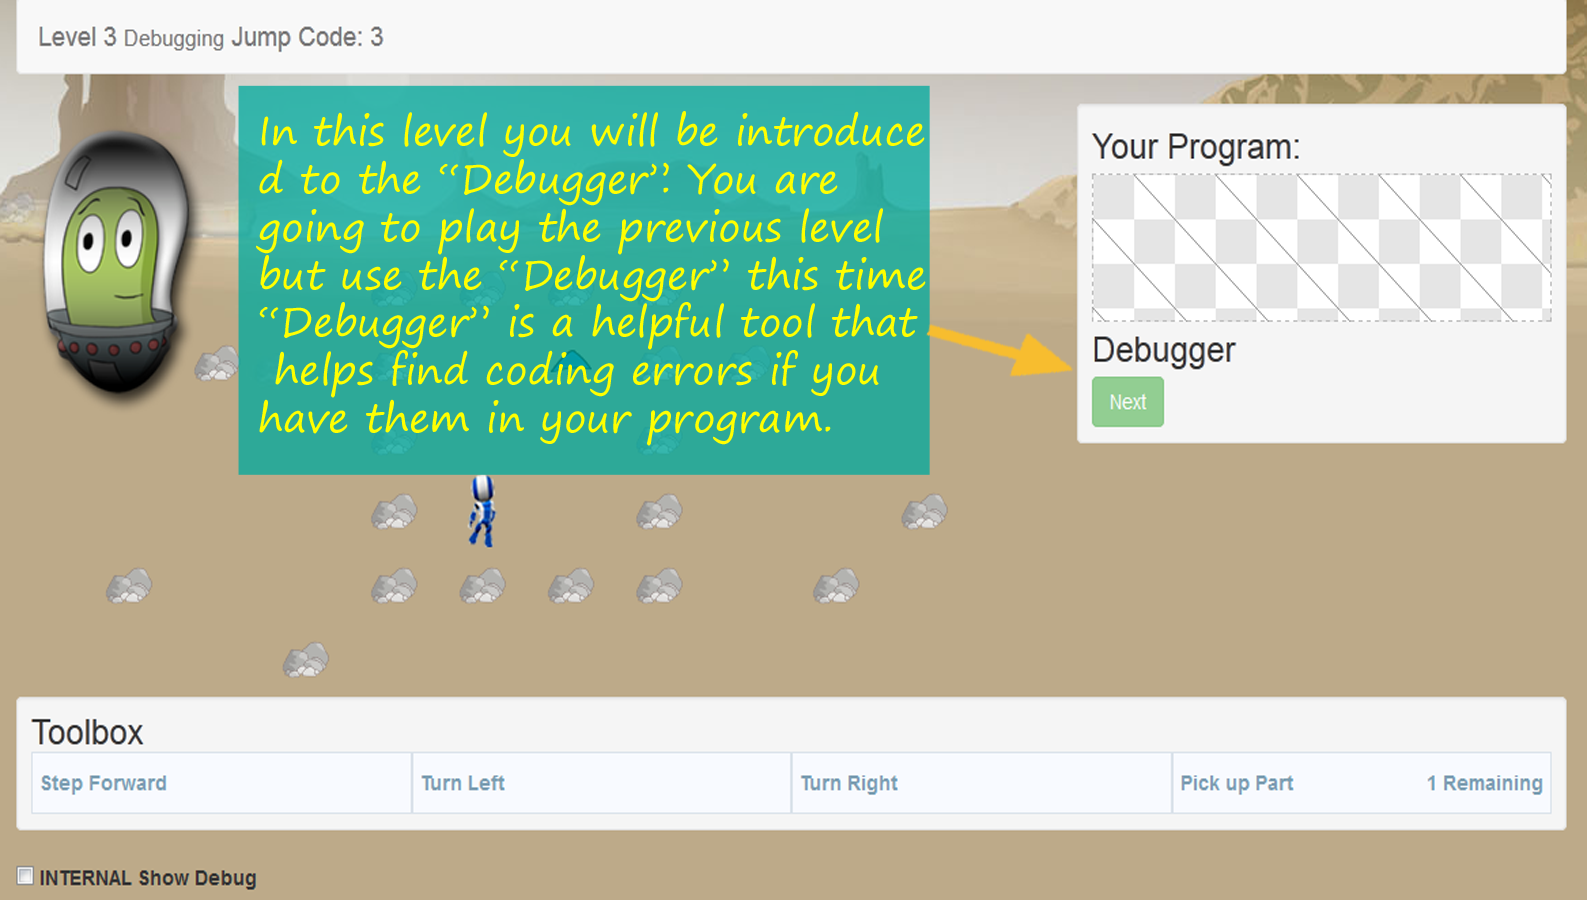 Level 3 Debugging Jump Code: 3
In this level you will be introduce
d to the “Debugger”. You are
going to play the previous level
but use the “Debugger” this time
“Debugger” is a helpful tool that
helps find coding errors if you
have them in your program.
Your Program:
Debugger
Next
Toolbox
Step Forward Turn Left Turn Right Pick up Part 1 Remaining
INTERNAL Show Debug